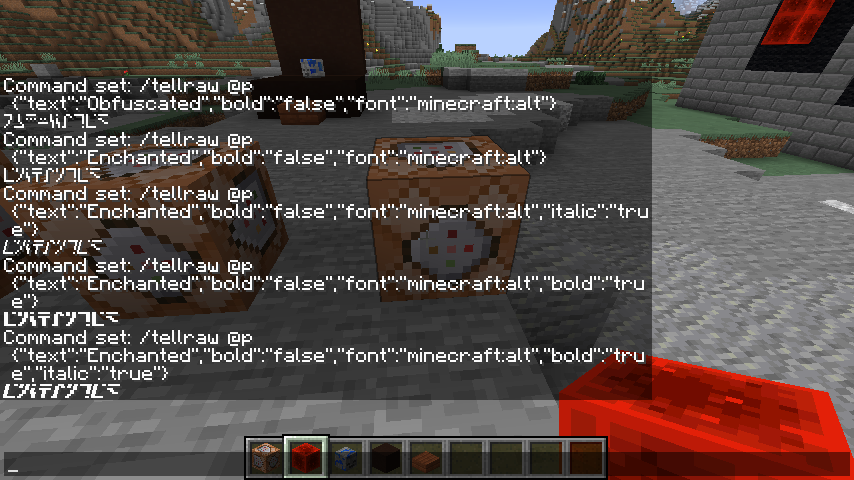 Command set: /tellraw @p
{"text":"Obfuscated","bold":"false","font":"minecraft:alt"}
Command set: /tellraw @p
{"text":"Enchanted","bold":"false","font":"minecraft:alt"}
Command set: /tellraw @p
{"text":"Enchanted","bold":"false","font":"minecraft:alt","italic":"tru
e"}
Command set: /tellraw @p
{"text":"Enchanted","bold":"false","font":"minecraft:alt","bold":"tru
e"}
Command set: /tellraw @p
{"text":"Enchanted","bold":"false","font":"minecraft:alt","bold":"tru
e","italic":"true"}